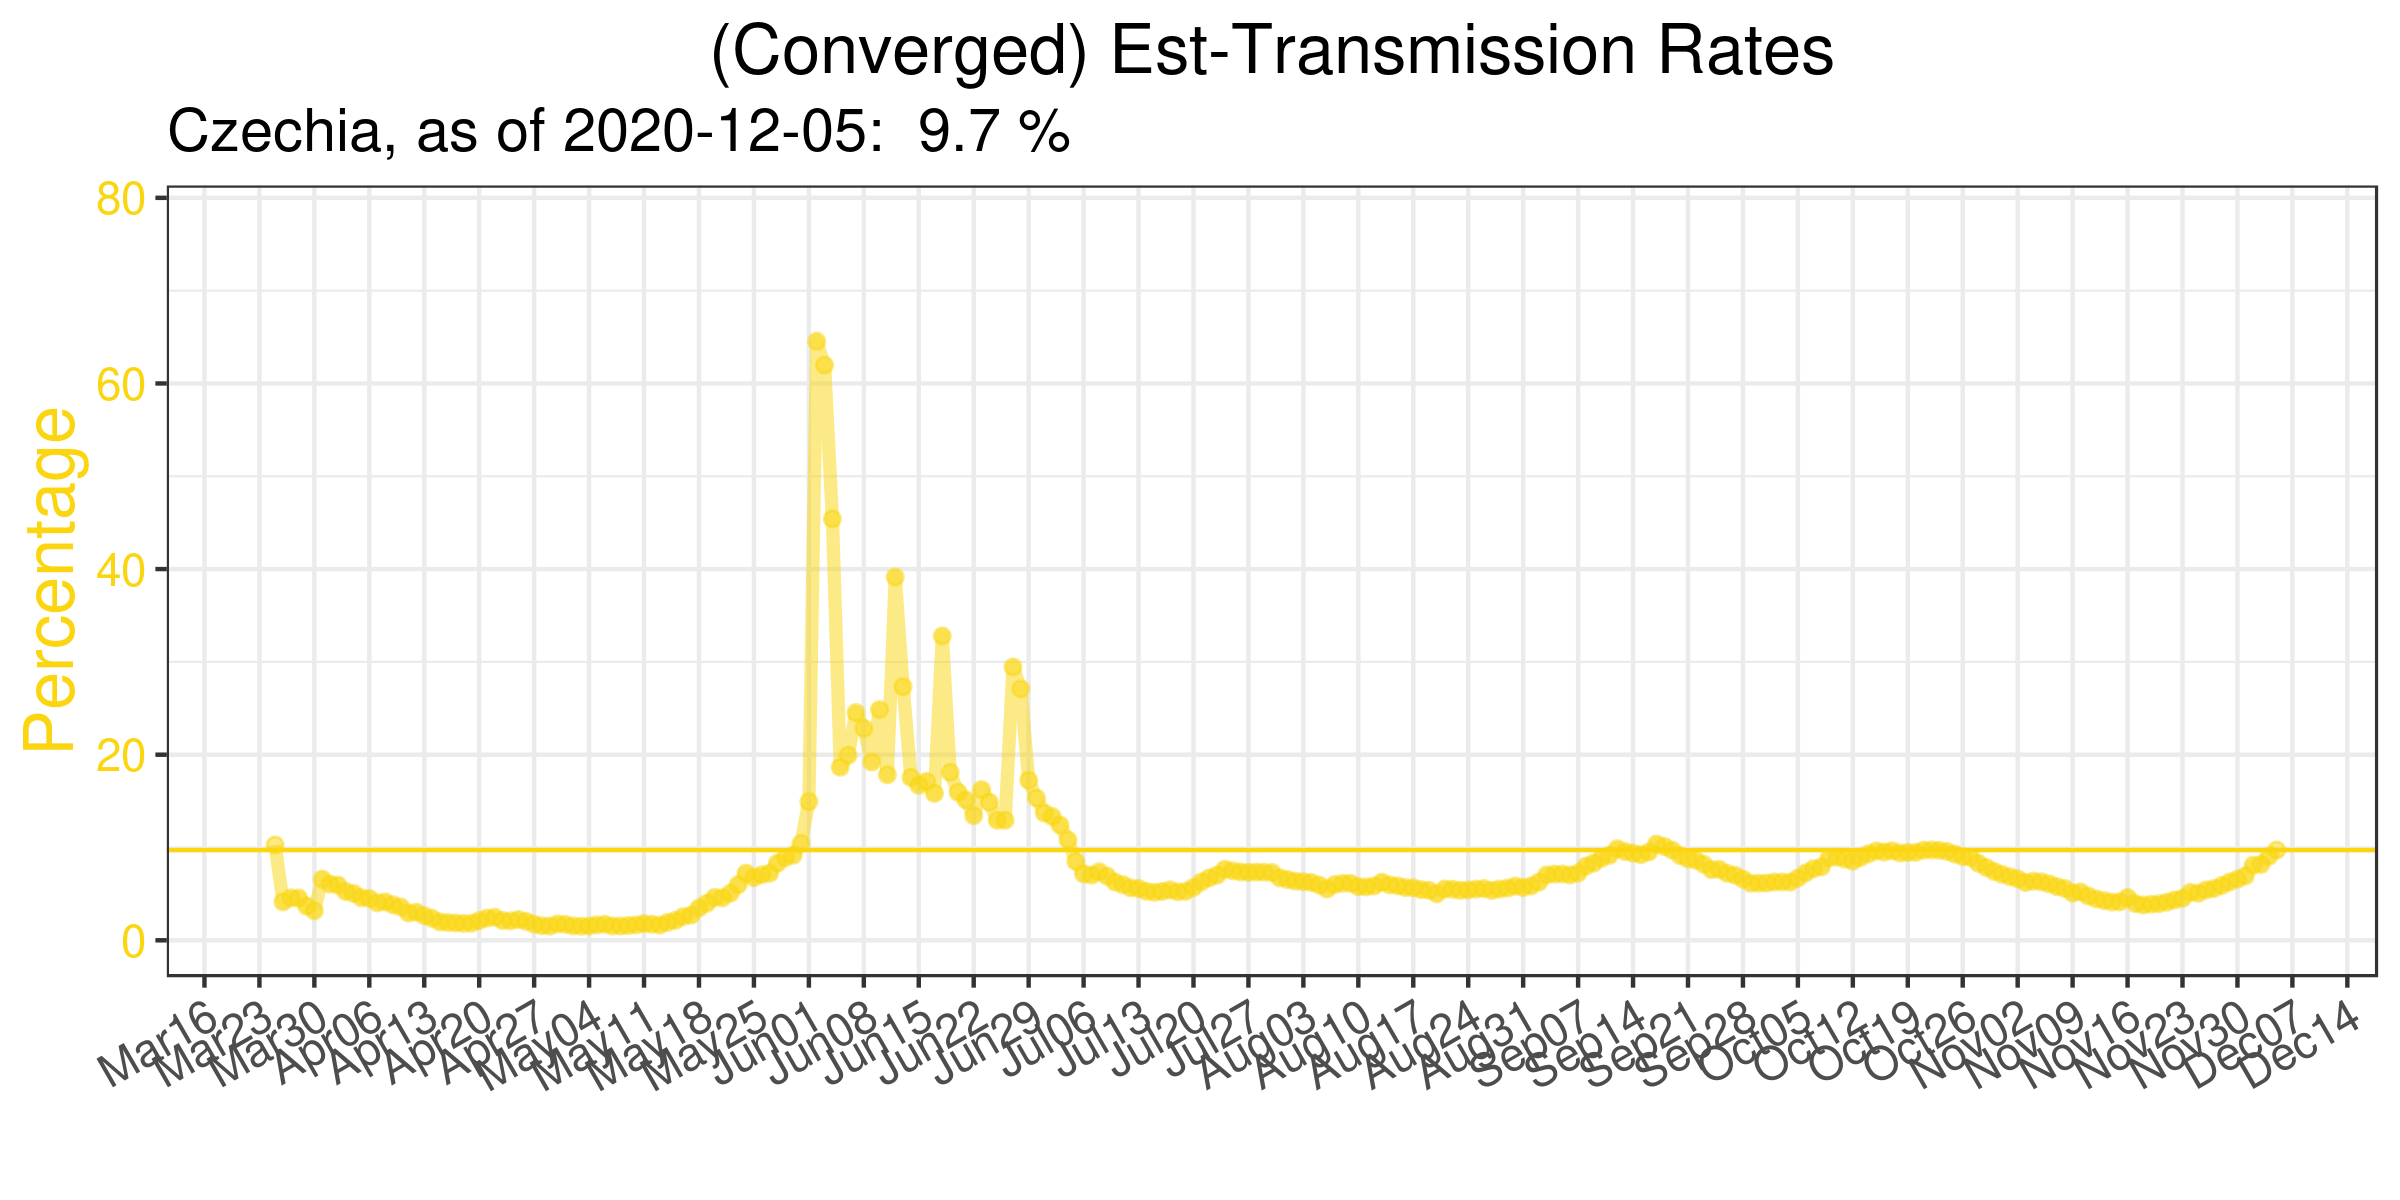 (Converged) Est-Transmission Rates
Czechia, as of 2020-12-05:  9.7 %
Percentage
80
60
40
20
0
Mar16
Mar23
Mar30
Apr06
Apr13
Apr20
Apr27
May04
May11
May18
May25
Jun01
Jun08
Jun15
Jun22
Jun29
Jul06
Jul13
Jul20
Jul27
Aug03
Aug10
Aug17
Aug24
Aug31
Sep07
Sep14
Sep21
Sep28
Oct05
Oct12
Oct19
Oct26
Nov02
Nov09
Nov16
Nov23
Nov30
Dec07
Dec14